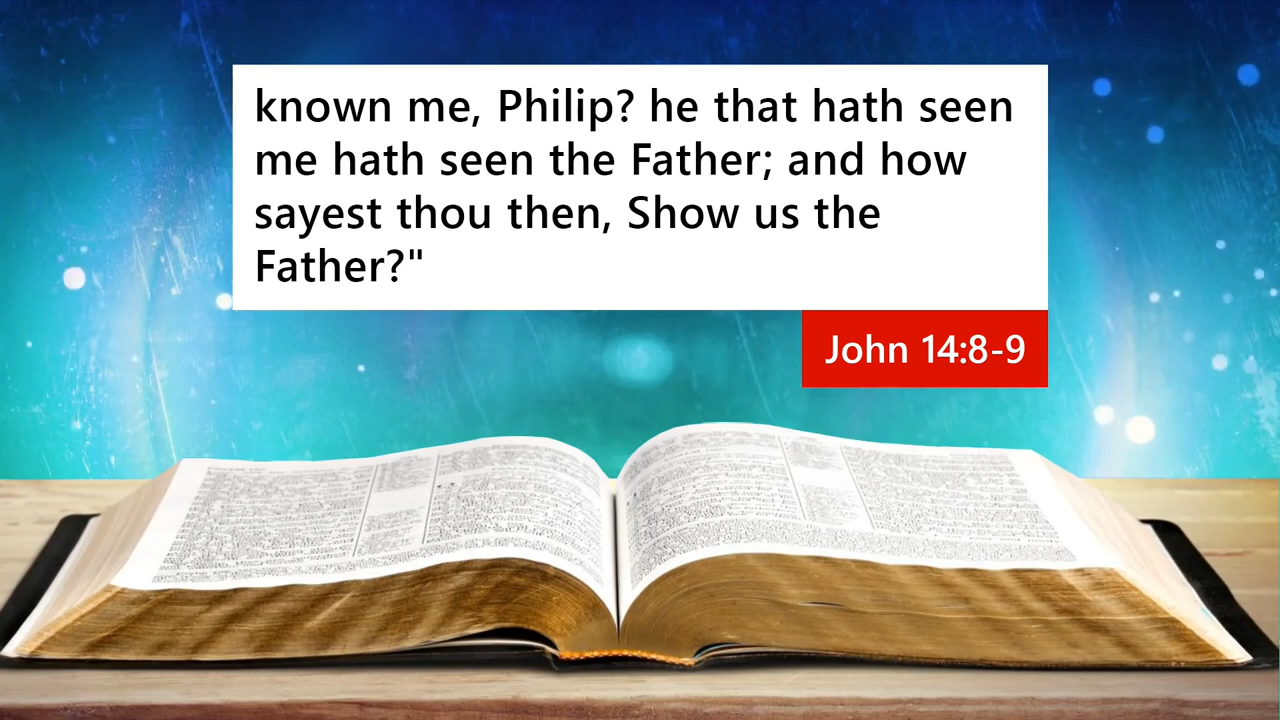 known me, Philip? he that hath seen
me hath seen the Father; and how
sayest thou then, Show us the
Father?"
John 14:8-9